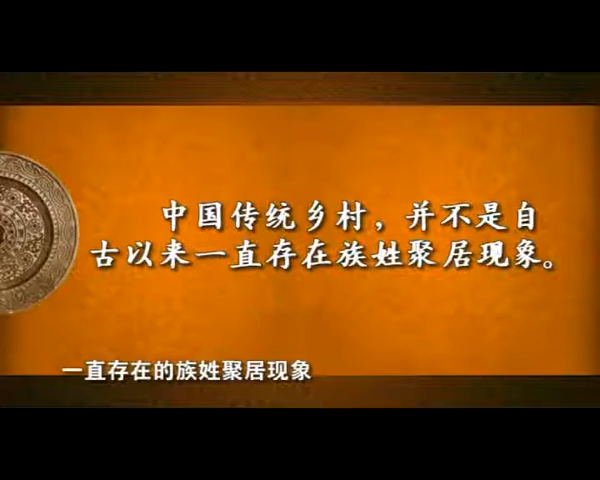 中国传统乡村，并不是自
古以来一直存在族姓聚居现象。
一直存在的族姓聚居现象